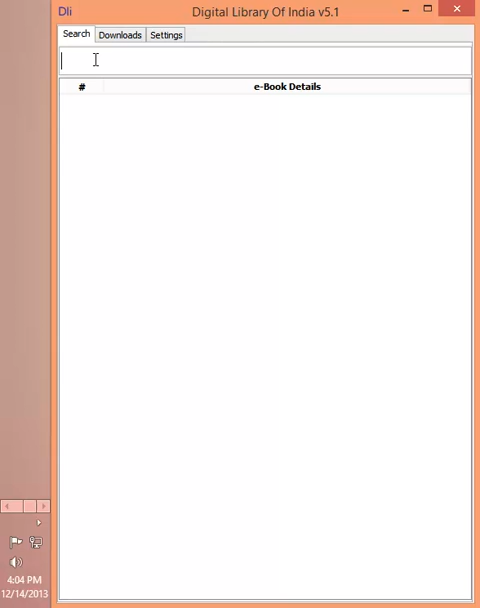 Dli Digital Library Of India v5.1
Search Downloads Settings
# e-Book Details
4:04 PM
12/14/2013